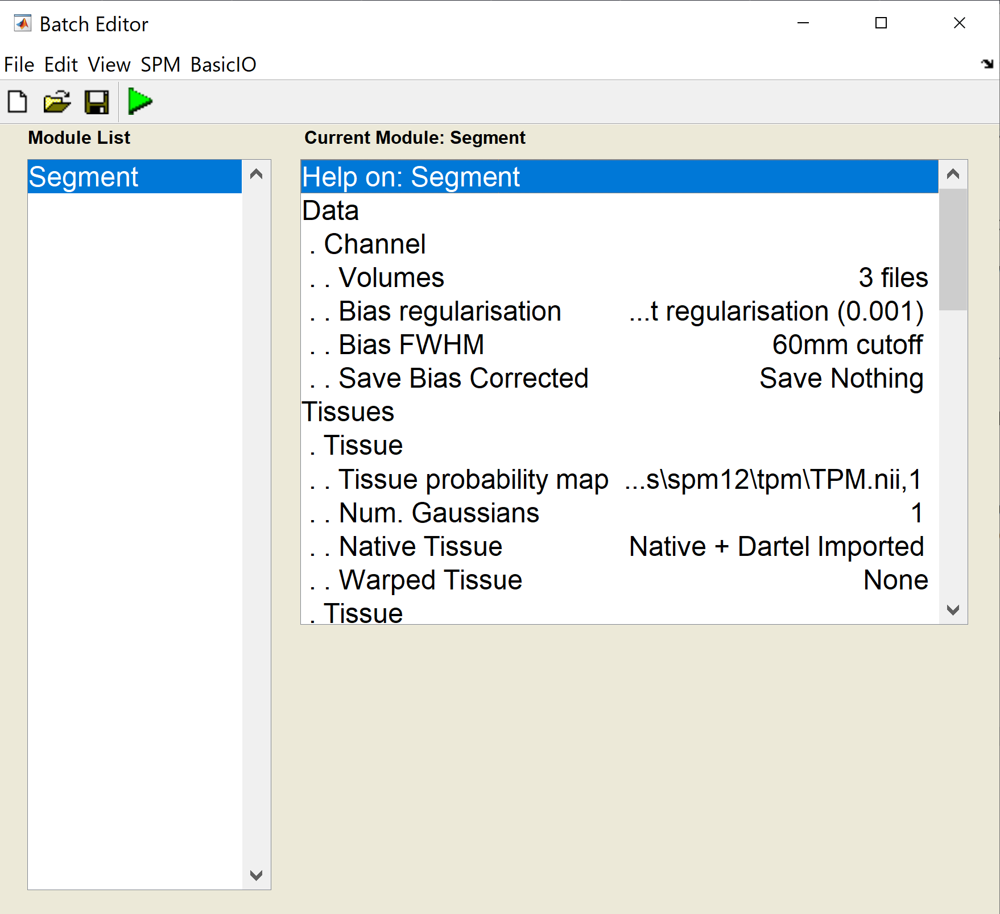 Batch Editor
File Edit View SPM BasicIO
Module List
Current Module: Segment
Segment
Help on: Segment
Data
. Channel
. . Volumes 3 files
. . Bias regularisation ...t regularisation (0.001)
. . Bias FWHM 60mm cutoff
. . Save Bias Corrected Save Nothing
Tissues
. Tissue
. . Tissue probability map ...s\spm12\tpm\TPM.nii,1
. . Num. Gaussians 1
. . Native Tissue Native + Dartel Imported
. . Warped Tissue None
. Tissue